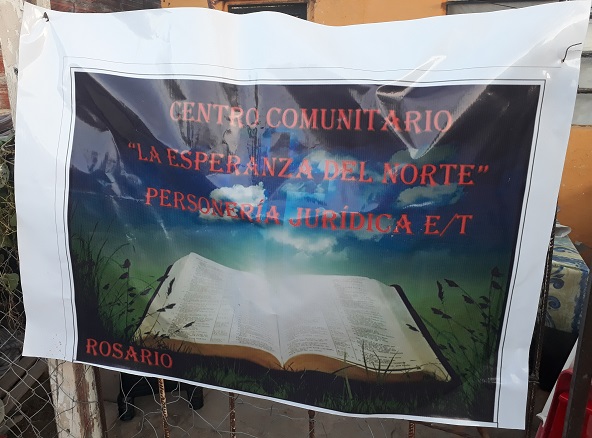 CENTRO COMUNITARIO
"LA ESPERANZA DEL NORTE"
PERSONERÍA JURÍDICA E/T
ROSARIO